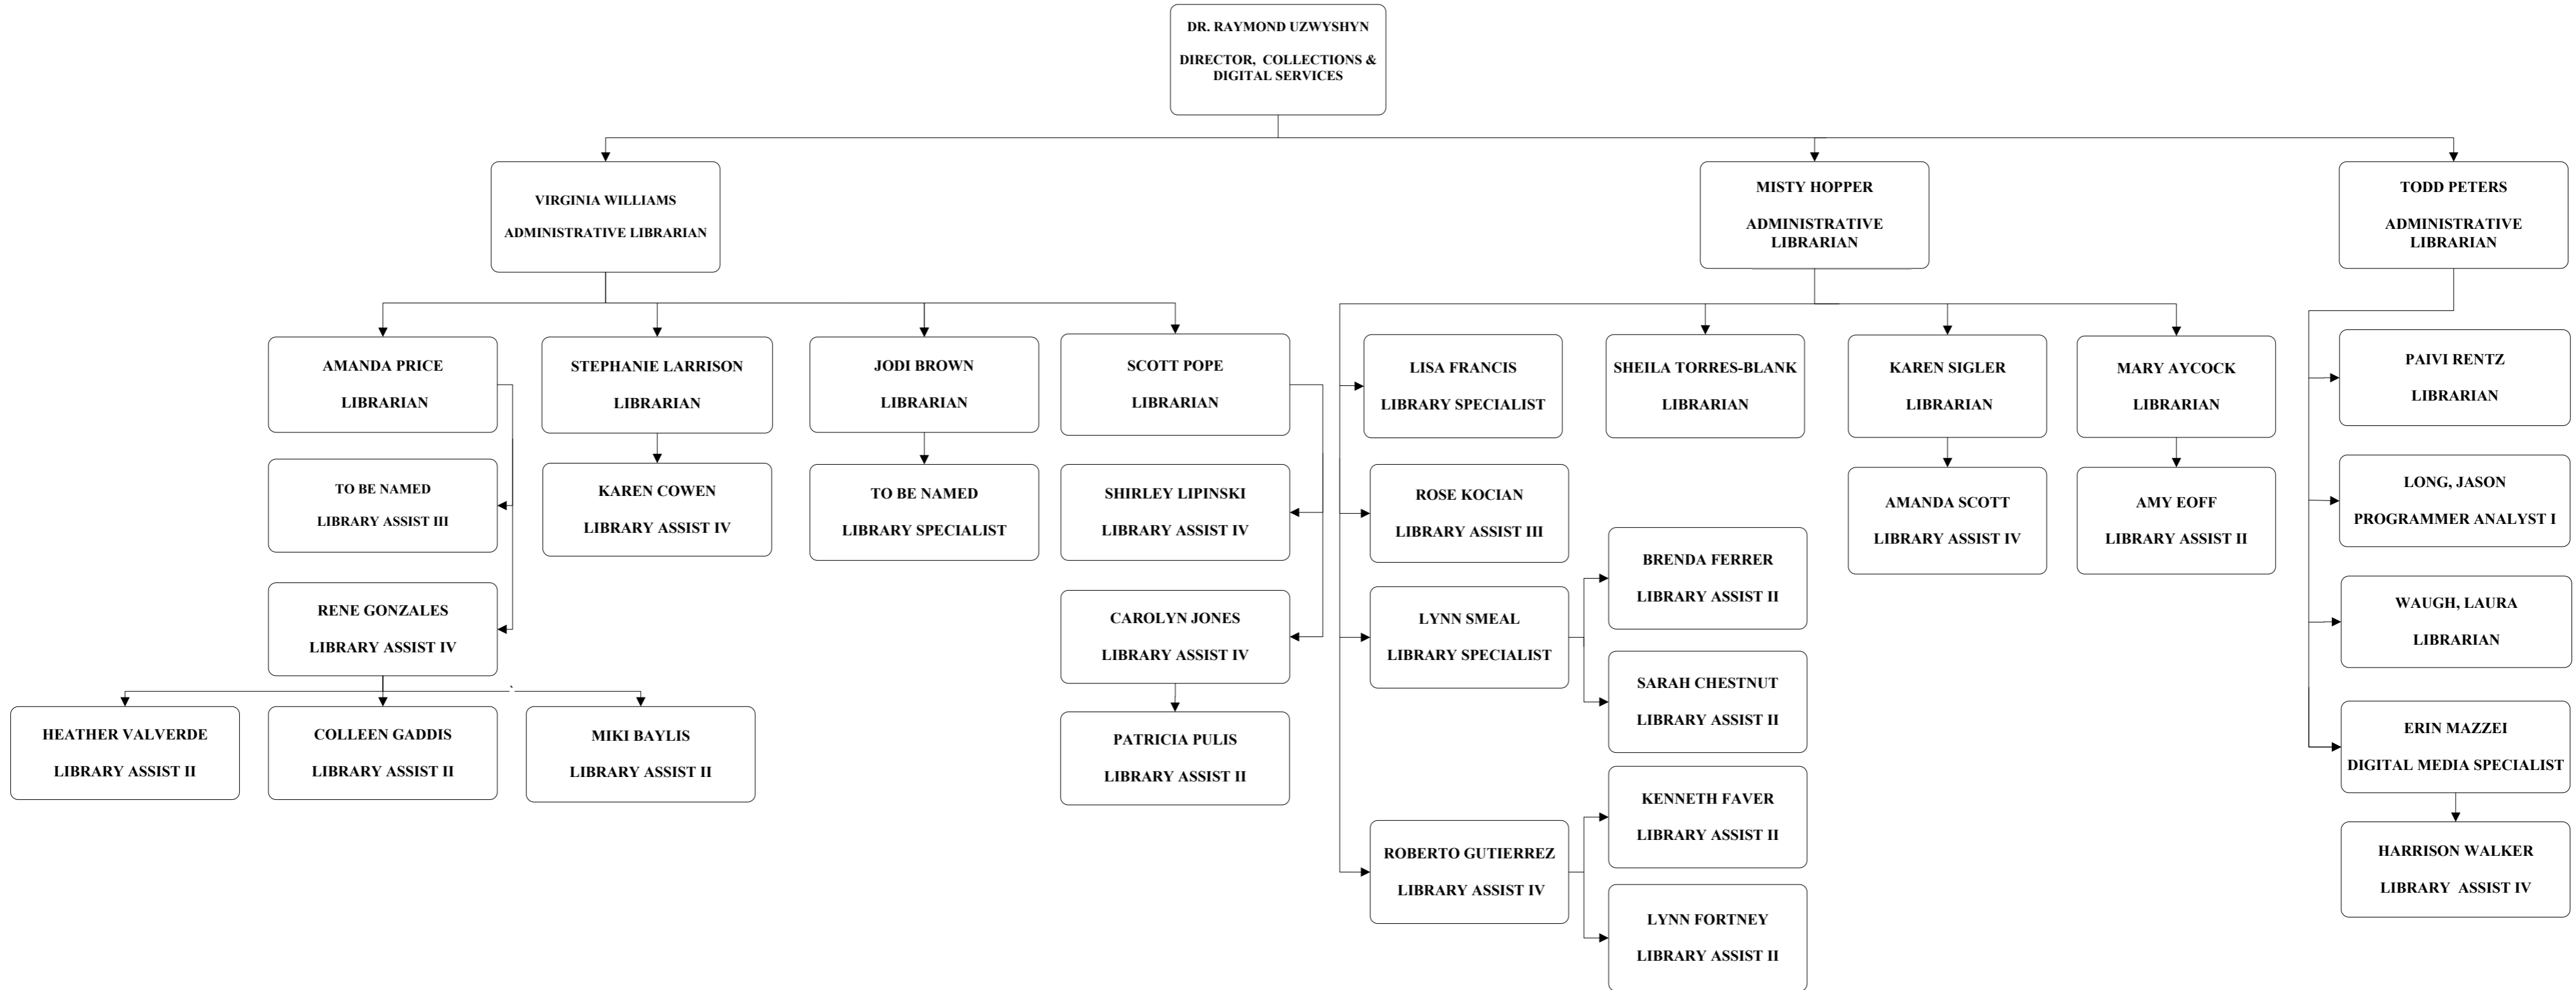 DR. RAYMOND UZWYSHYN
DIRECTOR, COLLECTIONS &
DIGITAL SERVICES
VIRGINIA WILLIAMS
ADMINISTRATIVE LIBRARIAN
MISTY HOPPER
ADMINISTRATIVE
LIBRARIAN
TODD PETERS
ADMINISTRATIVE
LIBRARIAN
AMANDA PRICE
LIBRARIAN
STEPHANIE LARRISON
LIBRARIAN
JODI BROWN
LIBRARIAN
SCOTT POPE
LIBRARIAN
LISA FRANCIS
LIBRARY SPECIALIST
SHEILA TORRES-BLANK
LIBRARIAN
KAREN SIGLER
LIBRARIAN
MARY AYCOCK
LIBRARIAN
PAIVI RENTZ
LIBRARIAN
TO BE NAMED
LIBRARY ASSIST III
KAREN COWEN
LIBRARY ASSIST IV
TO BE NAMED
LIBRARY SPECIALIST
SHIRLEY LIPINSKI
LIBRARY ASSIST IV
ROSE KOCIAN
LIBRARY ASSIST III
AMANDA SCOTT
LIBRARY ASSIST IV
AMY EOFF
LIBRARY ASSIST II
LONG, JASON
PROGRAMMER ANALYST I
RENE GONZALES
LIBRARY ASSIST IV
CAROLYN JONES
LIBRARY ASSIST IV
LYNN SMEAL
LIBRARY SPECIALIST
BRENDA FERRER
LIBRARY ASSIST II
SARAH CHESTNUT
LIBRARY ASSIST II
WAUGH, LAURA
LIBRARIAN
HEATHER VALVERDE
LIBRARY ASSIST II
COLLEEN GADDIS
LIBRARY ASSIST II
MIKI BAYLIS
LIBRARY ASSIST II
PATRICIA PULIS
LIBRARY ASSIST II
ERIN MAZZEI
DIGITAL MEDIA SPECIALIST
ROBERTO GUTIERREZ
LIBRARY ASSIST IV
KENNETH FAVER
LIBRARY ASSIST II
LYNN FORTNEY
LIBRARY ASSIST II
HARRISON WALKER
LIBRARY ASSIST IV